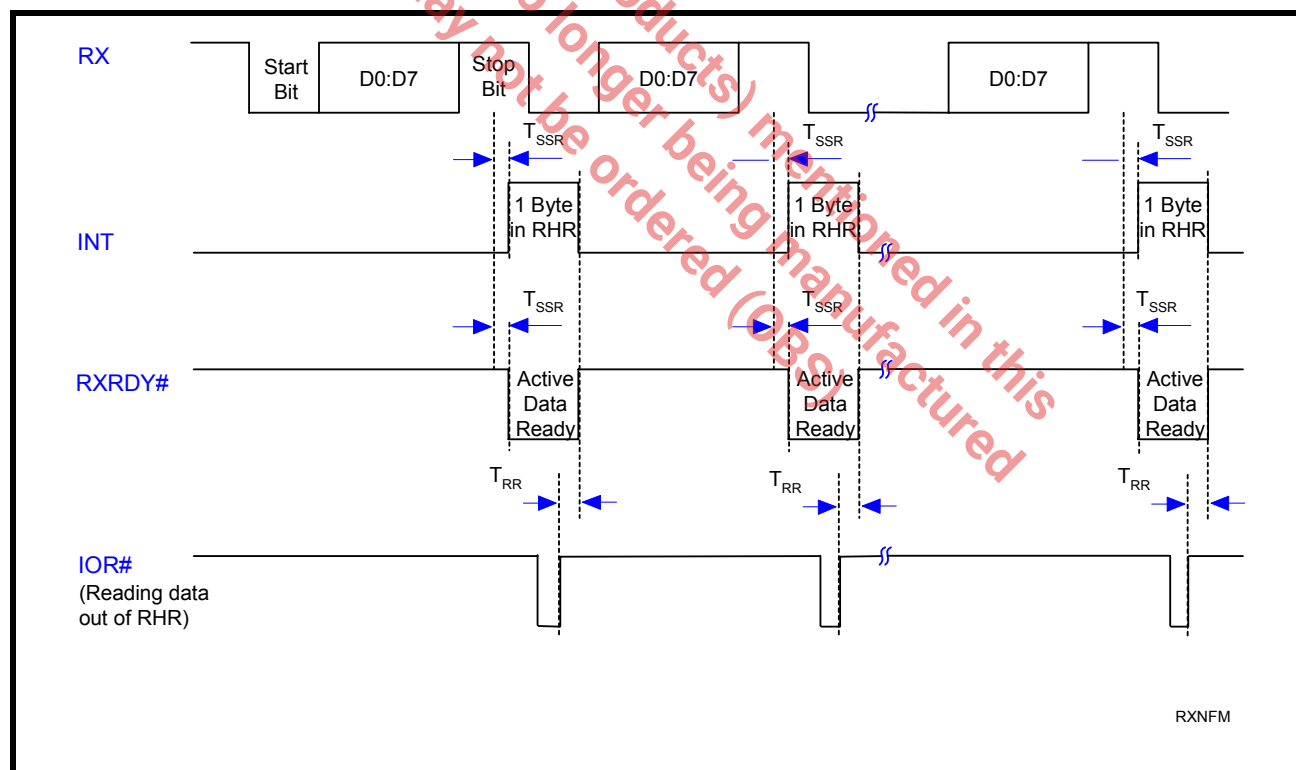 RX
Start
Bit
D0:D7
Stop
Bit
D0:D7
D0:D7
TSSR
TSSR
TSSR
INT
1 Byte
in RHR
1 Byte
in RHR
1 Byte
in RHR
TSSR
TSSR
TSSR
RXRDY#
Active
Data
Ready
Active
Data
Ready
Active
Data
Ready
TRR
TRR
TRR
IOR#
(Reading data
out of RHR)
RXNFM
ducts) mentioned in this
longer being manufactured
not be ordered (OBS)